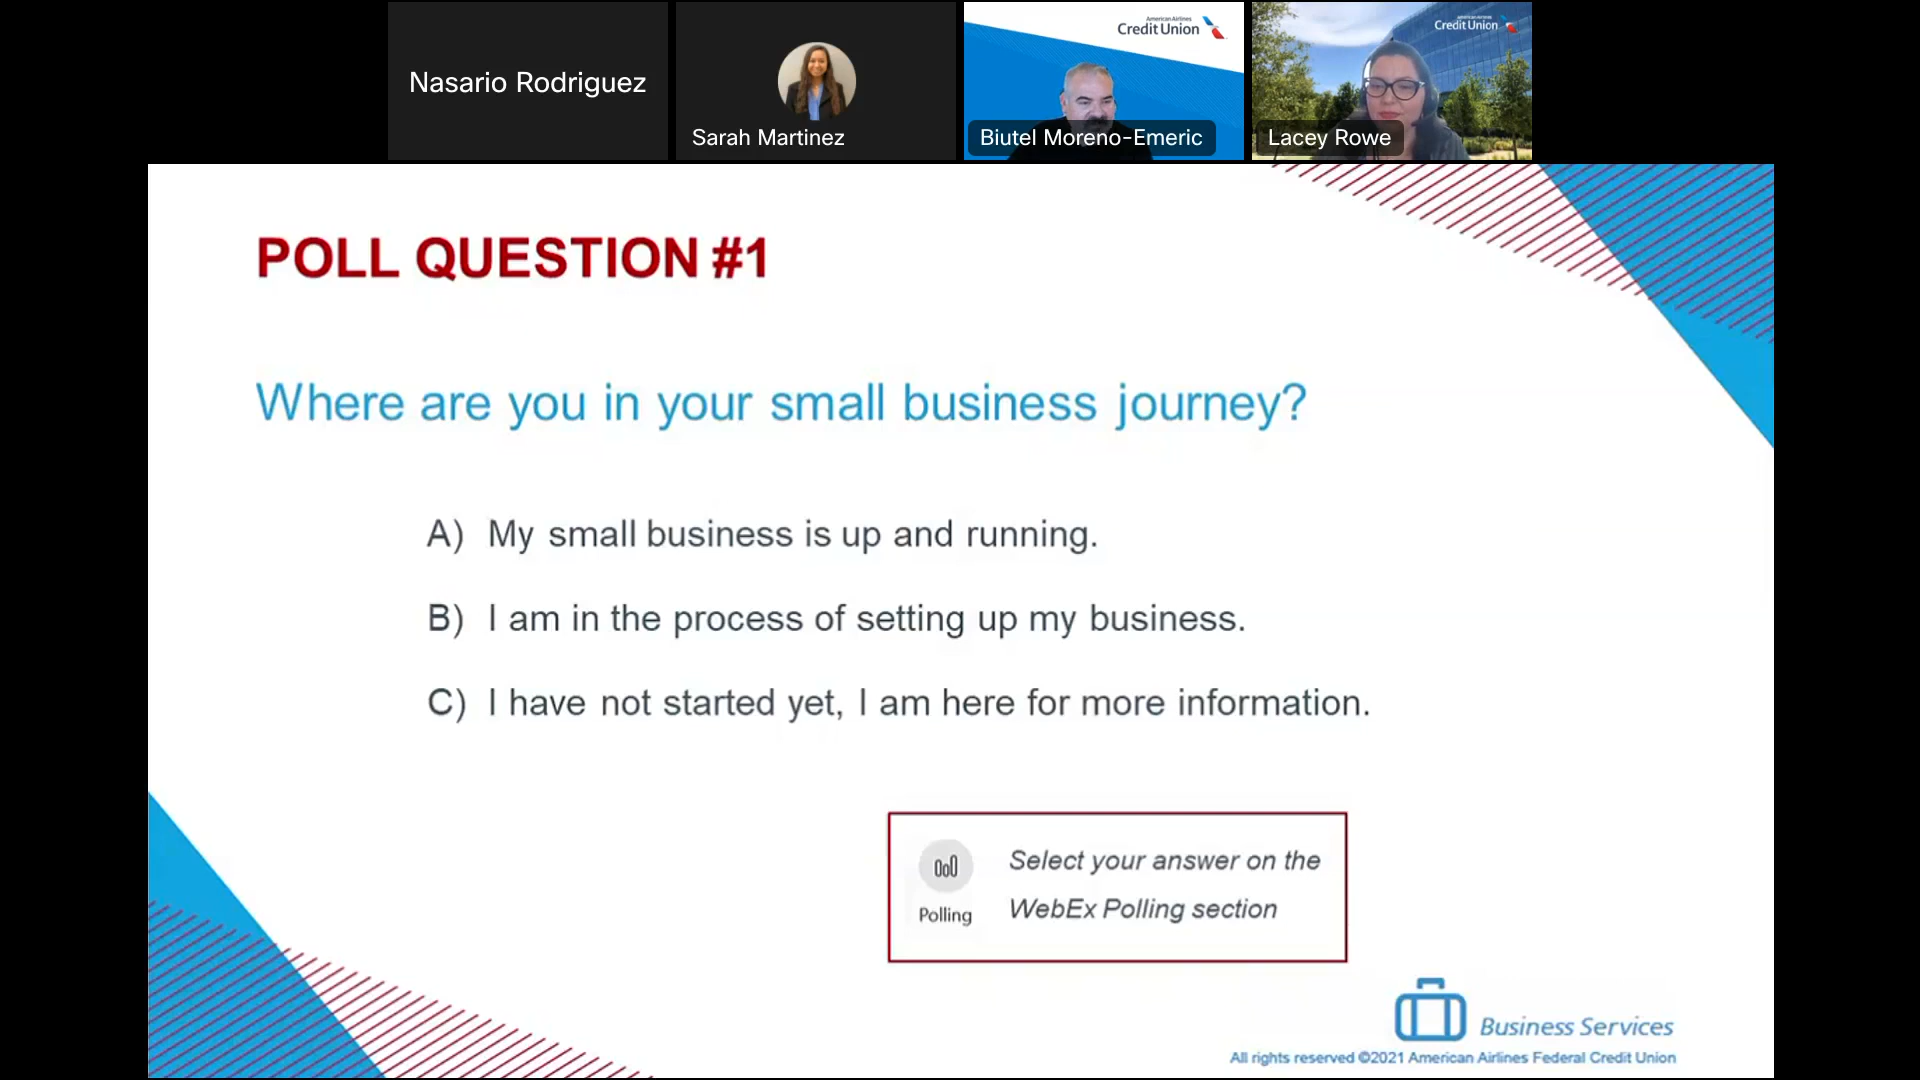 Nasario Rodriguez
Sarah Martinez
American Airlines
Credit Union
Biutel Moreno-Emeric
Credit Union
Lacey Rowe
POLL QUESTION #1
Where are you in your small business journey?
A) My small business is up and running.
B) I am in the process of setting up my business.
C) I have not started yet, I am here for more information.
Select your answer on the
WebEx Polling section
Polling
Business Services
All rights reserved ©2021 American Airlines Federal Credit Union